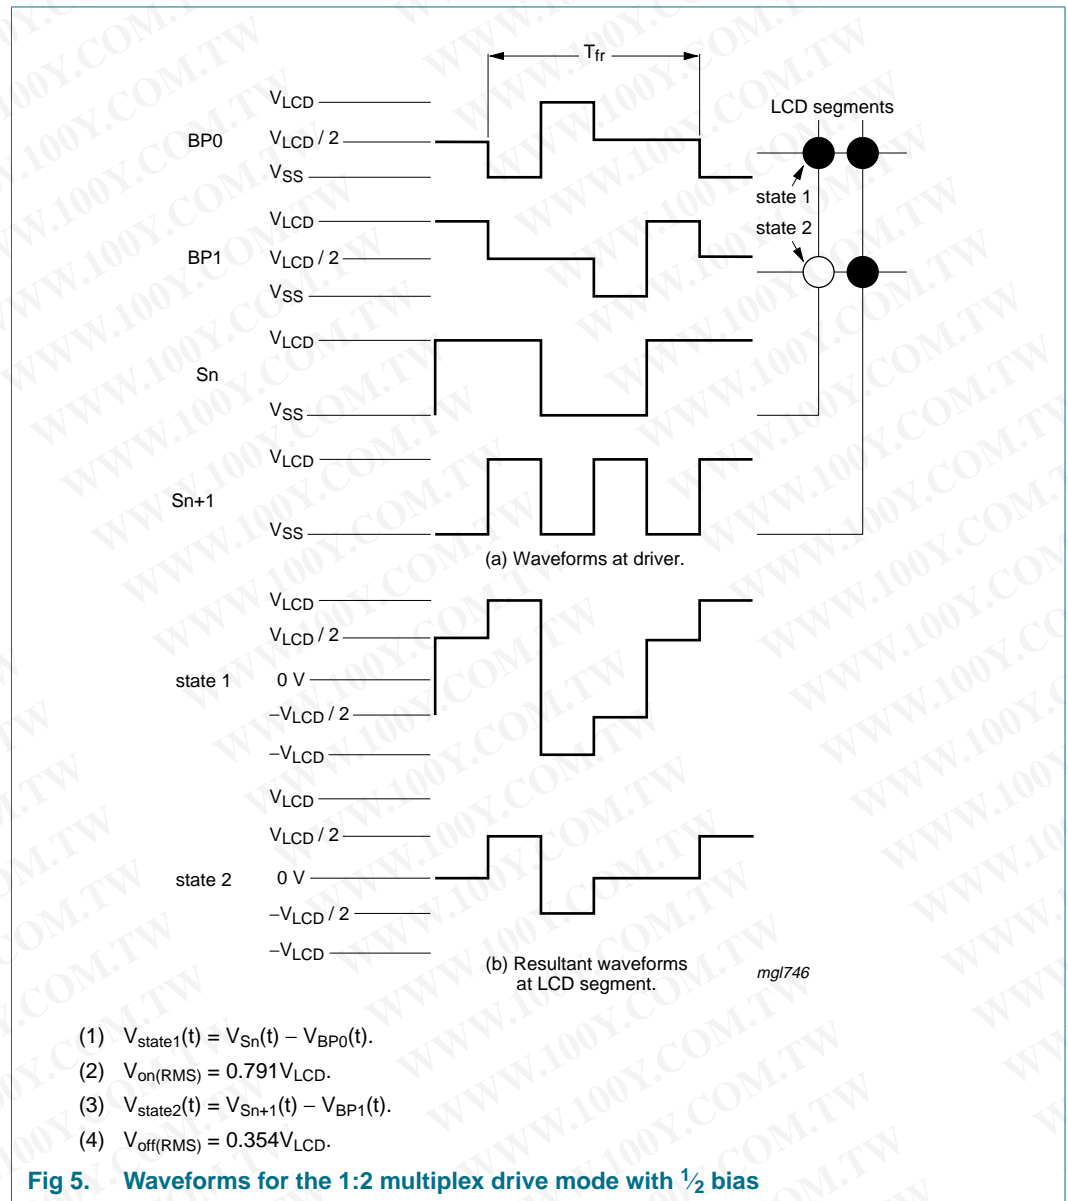 Tfr
VLCD
BP0
VLCD / 2
VSS
LCD segments
state 1
state 2
VLCD
BP1
VLCD / 2
VSS
VLCD
Sn
VSS
VLCD
Sn+1
VSS
(a) Waveforms at driver.
VLCD
VLCD / 2
state 1
0 V
−VLCD / 2
−VLCD
VLCD
VLCD / 2
state 2
0 V
−VLCD / 2
−VLCD
(b) Resultant waveforms
at LCD segment.
mgl746
(1) Vstate1(t) = VSn(t) − VBP0(t).
(2) Von(RMS) = 0.791VLCD.
(3) Vstate2(t) = VSn+1(t) − VBP1(t).
(4) Voff(RMS) = 0.354VLCD.
Fig 5. Waveforms for the 1:2 multiplex drive mode with 1⁄2 bias
WWW.100Y.COM.TW